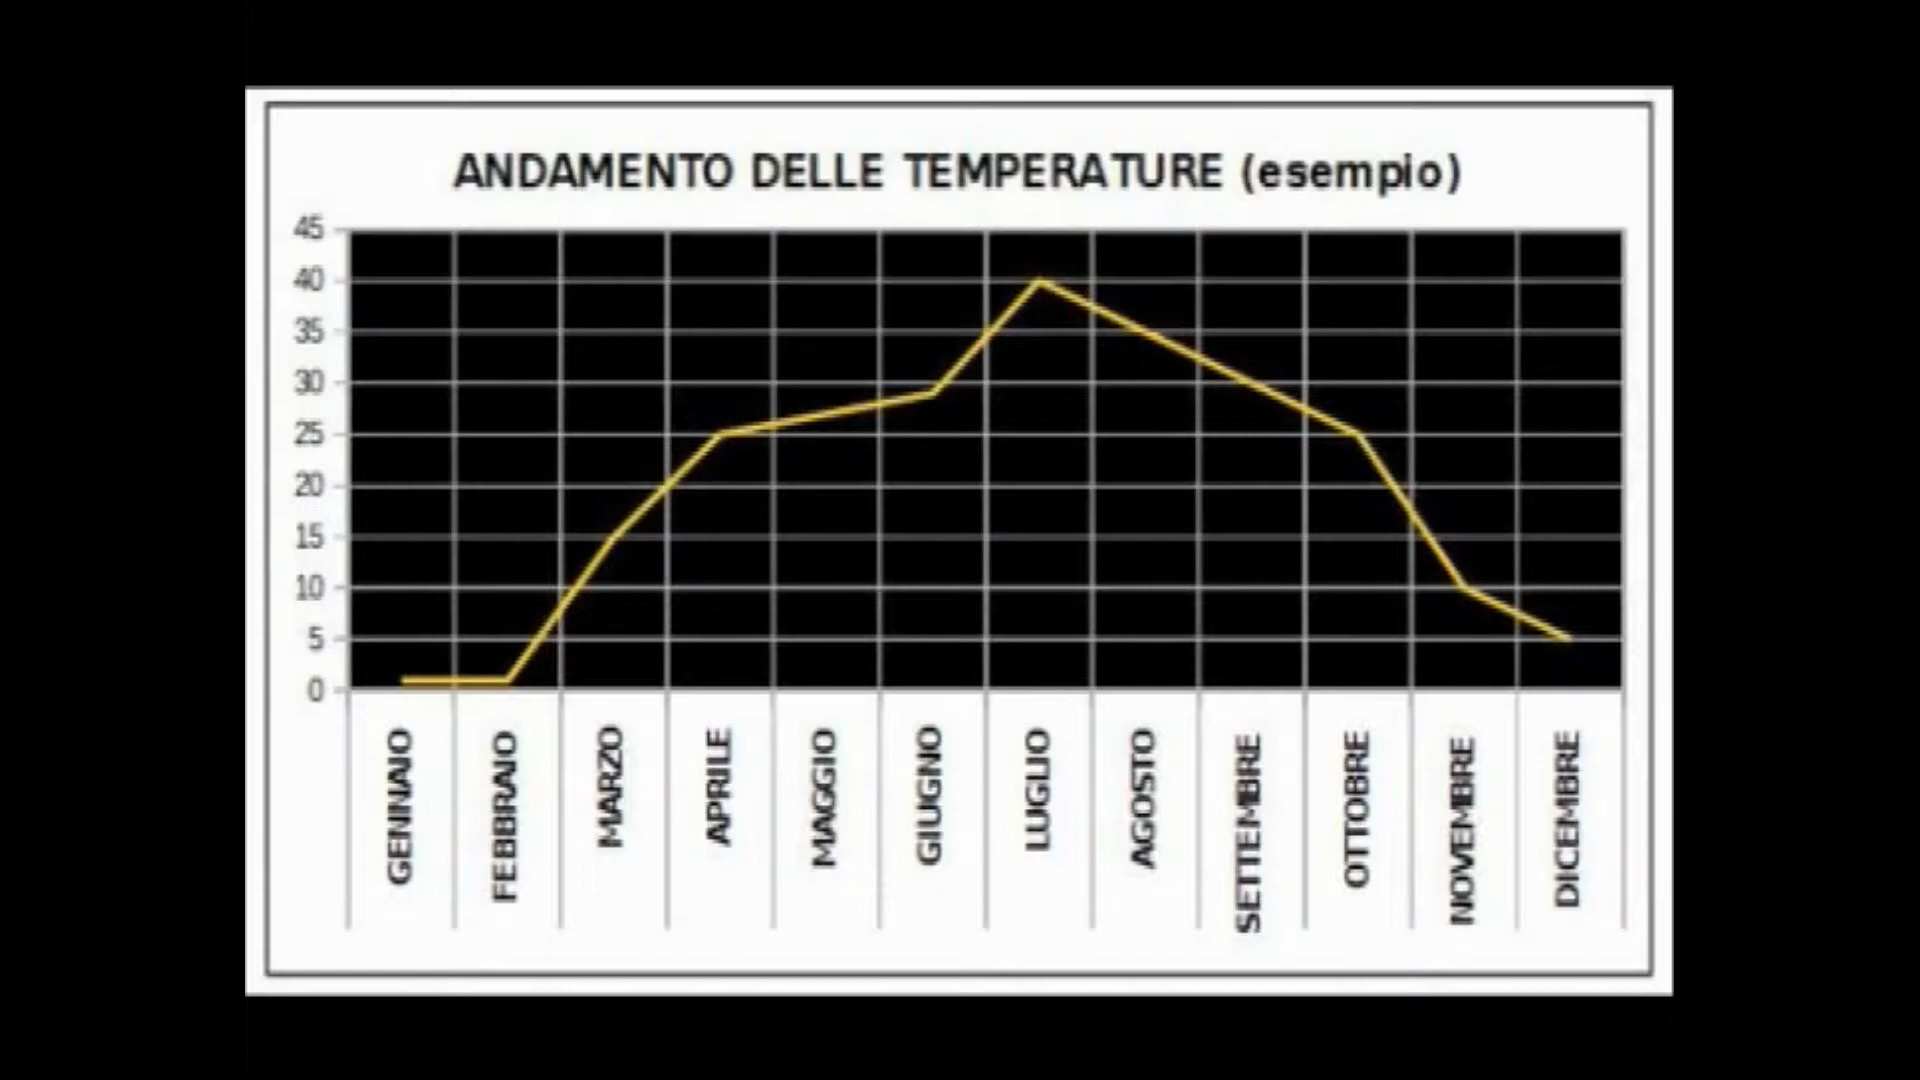 ANDAMENTO DELLE TEMPERATURE (esempio)
45
40
35
30
25
20
15
10
5
0
GENNAIO
FEBBRAIO
MARZO
APRILE
MAGGIO
GIUGNO
LUGLIO
AGOSTO
SETTEMBRE
OTTOBRE
NOVEMBRE
DICEMBRE